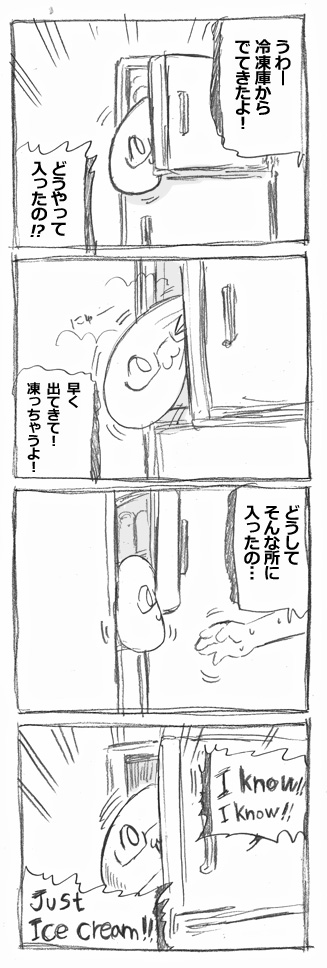 うわー
冷凍庫から
でてきたよ！
どうやって
入ったの!?
にゅー
早く
出てきて！
凍っちゃうよ！
どうして
そんな所に
入ったの…
I know!!
I know!!
Just
Ice cream!!